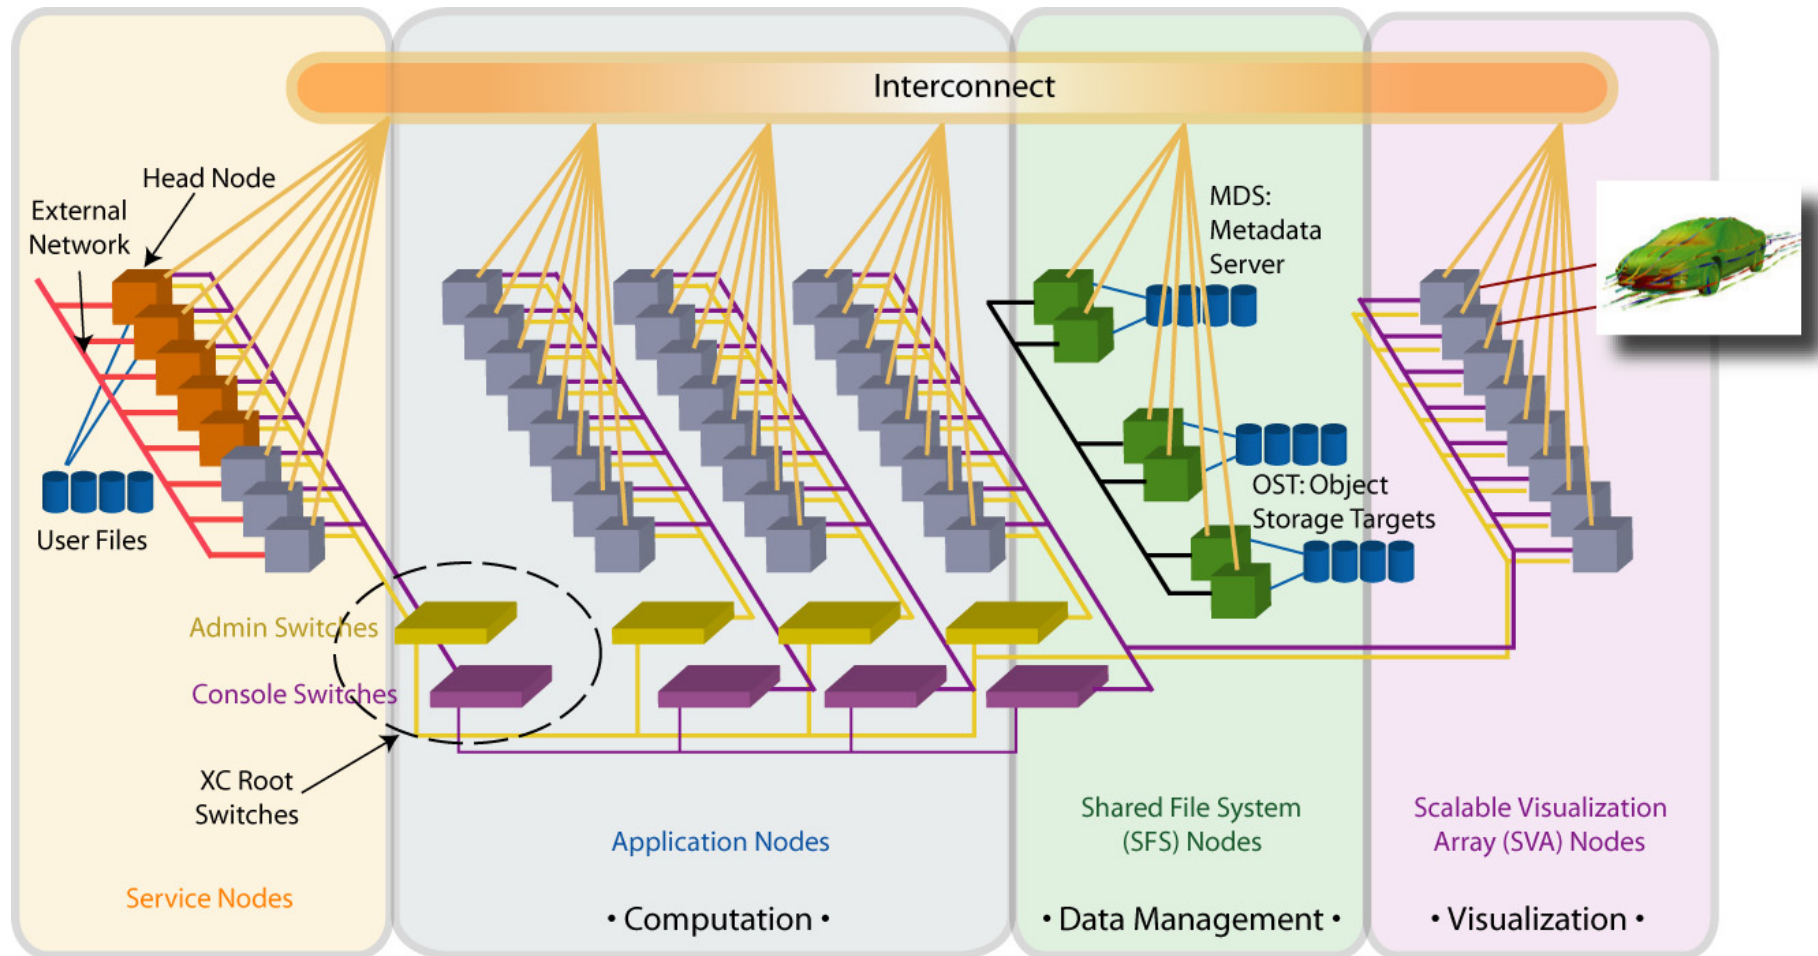 Interconnect
Head Node
External
Network
User Files
Admin Switches
Console Switches
XC Root
Switches
Service Nodes
Application Nodes
• Computation •
MDS:
Metadata
Server
OST: Object
Storage Targets
Shared File System
(SFS) Nodes
• Data Management •
Scalable Visualization
Array (SVA) Nodes
• Visualization •